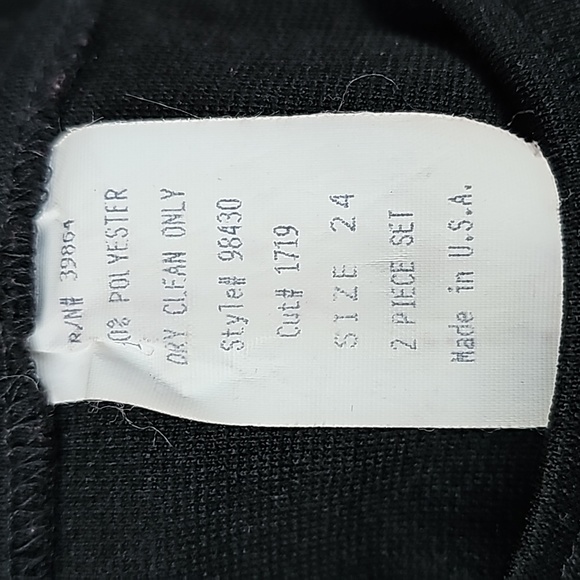 R/N# 39864
0% POLYESTER
DRY CLEAN ONLY
Style# 98430
Cut# 1719
SIZE 24
2 PIECE SET
Made in U.S.A.